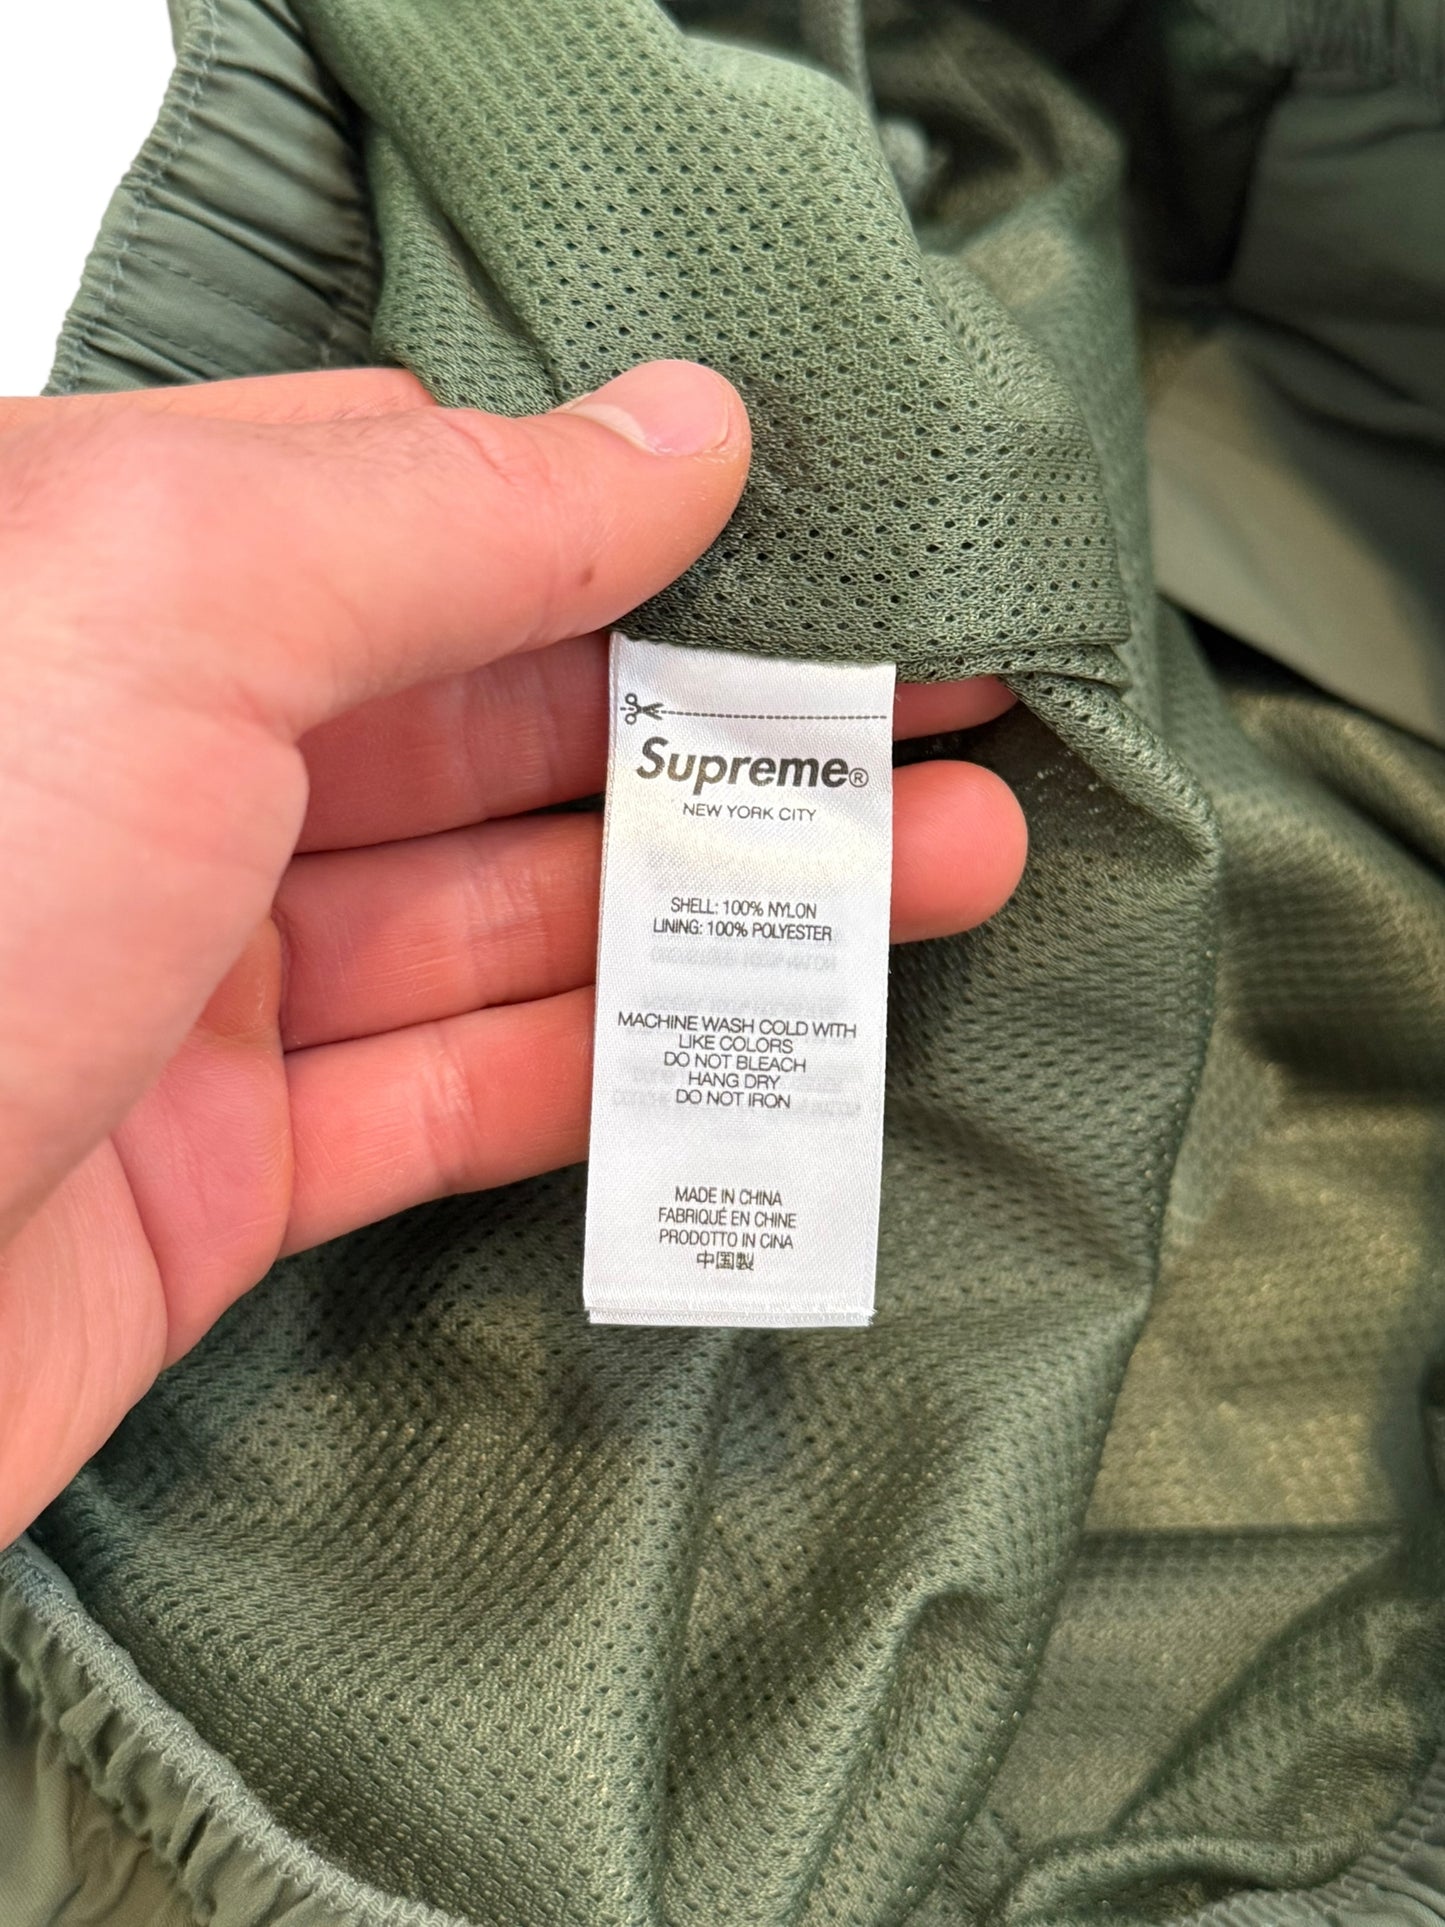 Supreme®
NEW YORK CITY
SHELL: 100% NYLON
LINING: 100% POLYESTER
MACHINE WASH COLD WITH
LIKE COLORS
DO NOT BLEACH
HANG DRY
DO NOT IRON
MADE IN CHINA
FABRIQUÉ EN CHINE
PRODOTTO IN CINA
中国製